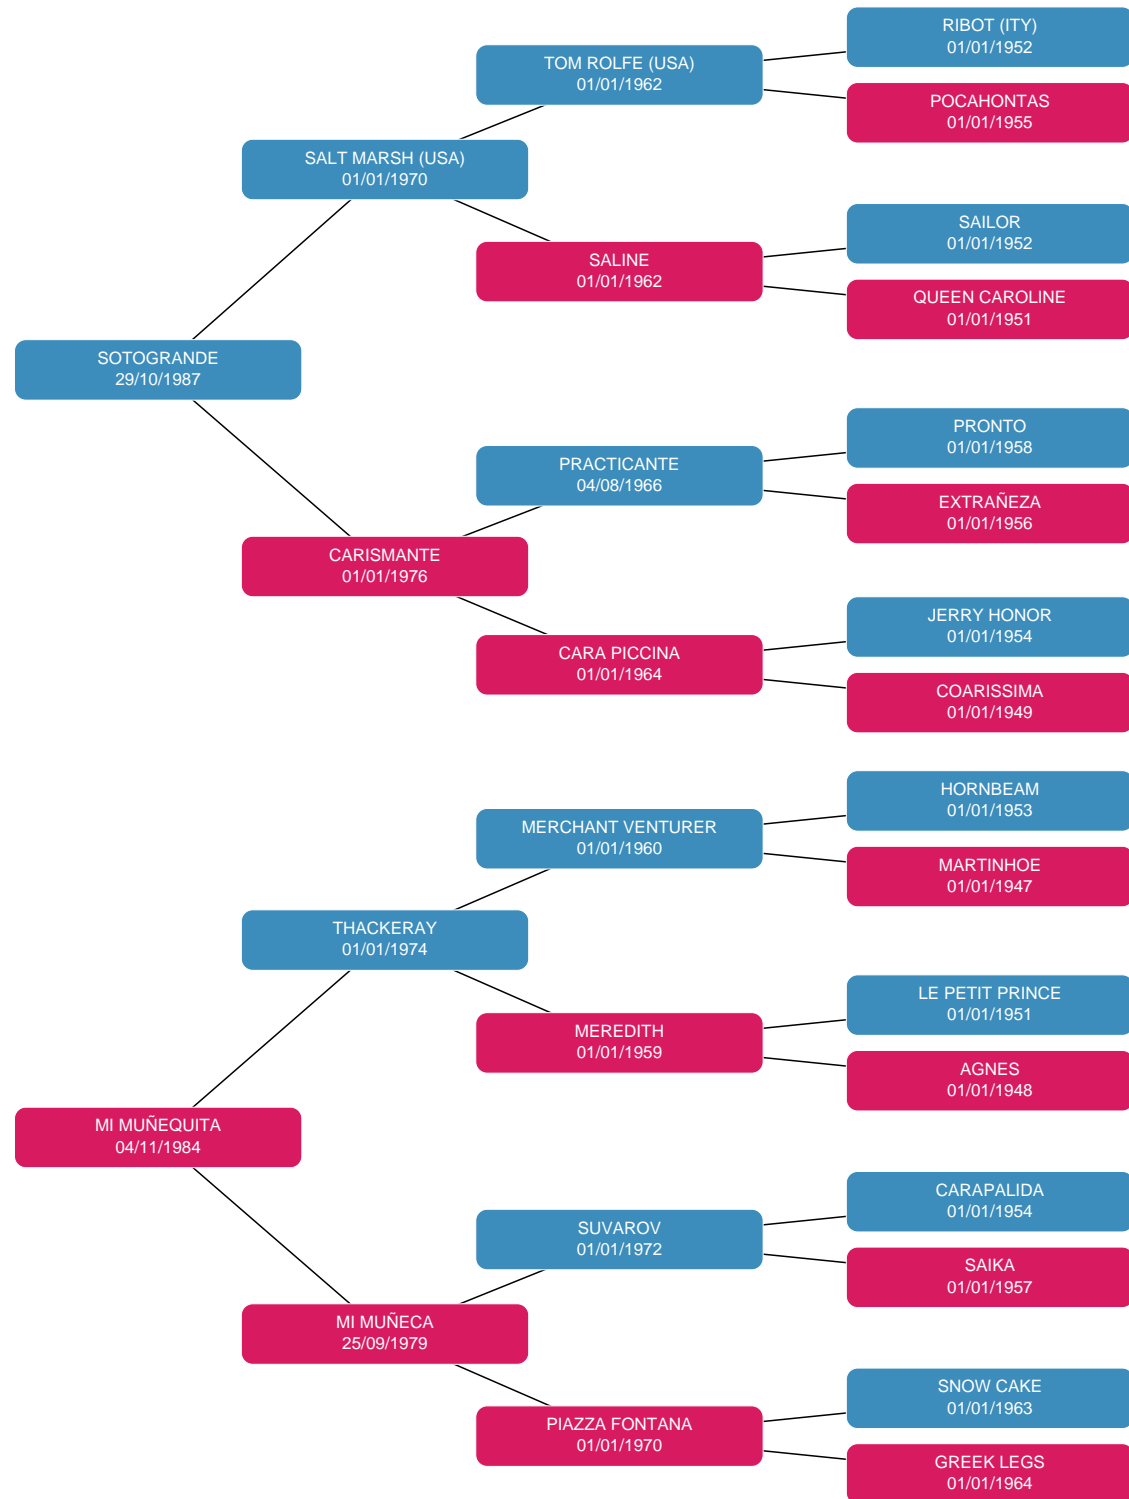 RIBOT (ITY)
01/01/1952
TOM ROLFE (USA)
01/01/1962
POCAHONTAS
01/01/1955
SALT MARSH (USA)
01/01/1970
SAILOR
01/01/1952
SALINE
01/01/1962
QUEEN CAROLINE
01/01/1951
SOTOGRANDE
29/10/1987
PRONTO
01/01/1958
PRACTICANTE
04/08/1966
EXTRAÑEZA
01/01/1956
CARISMANTE
01/01/1976
JERRY HONOR
01/01/1954
CARA PICCINA
01/01/1964
COARISSIMA
01/01/1949
HORNBEAM
01/01/1953
MERCHANT VENTURER
01/01/1960
MARTINHOE
01/01/1947
THACKERAY
01/01/1974
LE PETIT PRINCE
01/01/1951
MEREDITH
01/01/1959
AGNES
01/01/1948
MI MUÑEQUITA
04/11/1984
CARAPALIDA
01/01/1954
SUVAROV
01/01/1972
SAIKA
01/01/1957
MI MUÑECA
25/09/1979
SNOW CAKE
01/01/1963
PIAZZA FONTANA
01/01/1970
GREEK LEGS
01/01/1964